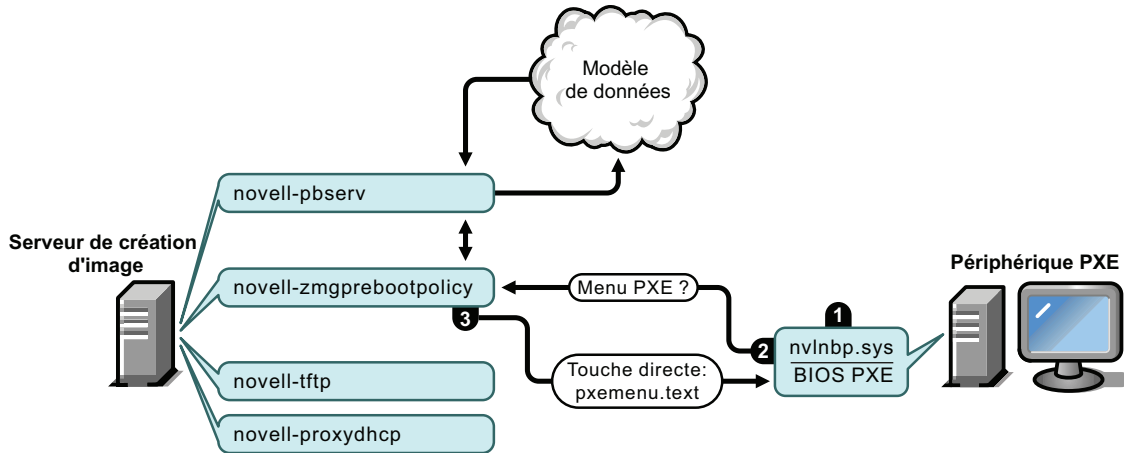 Modèle
de données
novell-pbserv
Serveur de création
d'image
novell-zmgprebootpolicy
Menu PXE ?
Périphérique PXE
1
2
3
nvlnbp.sys
BIOS PXE
Touche directe:
pxemenu.text
novell-tftp
novell-proxydhcp